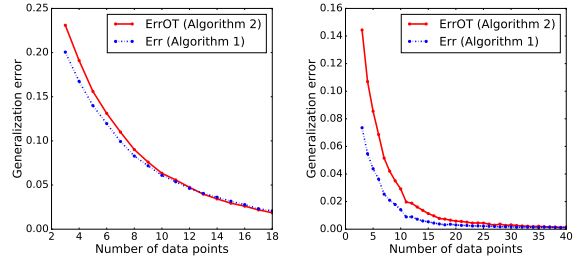 0.25
0.20
0.15
0.10
0.05
0.00
Generalization error
ErrOT (Algorithm 2)
Err (Algorithm 1)
2 4 6 8 10 12 14 16 18
Number of data points
0.16
0.14
0.12
0.10
0.08
0.06
0.04
0.02
0.00
Generalization error
ErrOT (Algorithm 2)
Err (Algorithm 1)
0 5 10 15 20 25 30 35 40
Number of data points